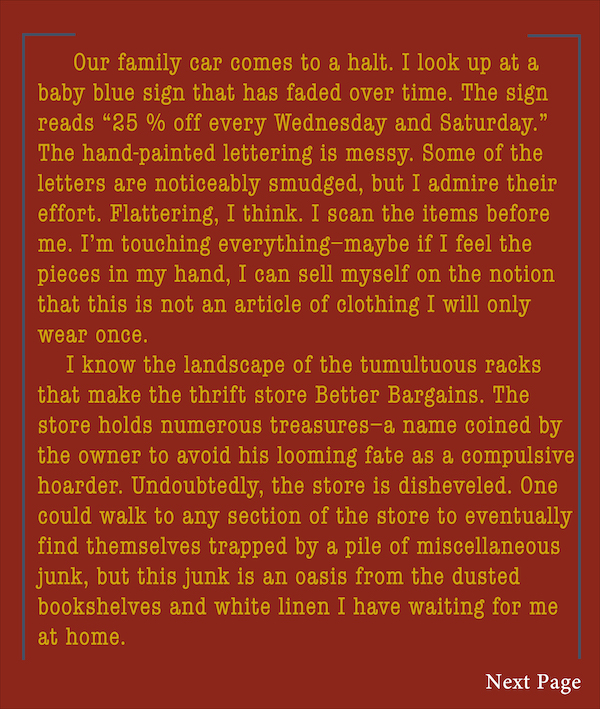 Our family car comes to a halt. I look up at a
baby blue sign that has faded over time. The sign
reads “25 % off every Wednesday and Saturday.”
The hand-painted lettering is messy. Some of the
letters are noticeably smudged, but I admire their
effort. Flattering, I think. I scan the items before
me. I’m touching everything—maybe if I feel the
pieces in my hand, I can sell myself on the notion
that this is not an article of clothing I will only
wear once.
I know the landscape of the tumultuous racks
that make the thrift store Better Bargains. The
store holds numerous treasures—a name coined by
the owner to avoid his looming fate as a compulsive
hoarder. Undoubtedly, the store is disheveled. One
could walk to any section of the store to eventually
find themselves trapped by a pile of miscellaneous
junk, but this junk is an oasis from the dusted
bookshelves and white linen I have waiting for me
at home.
Next Page